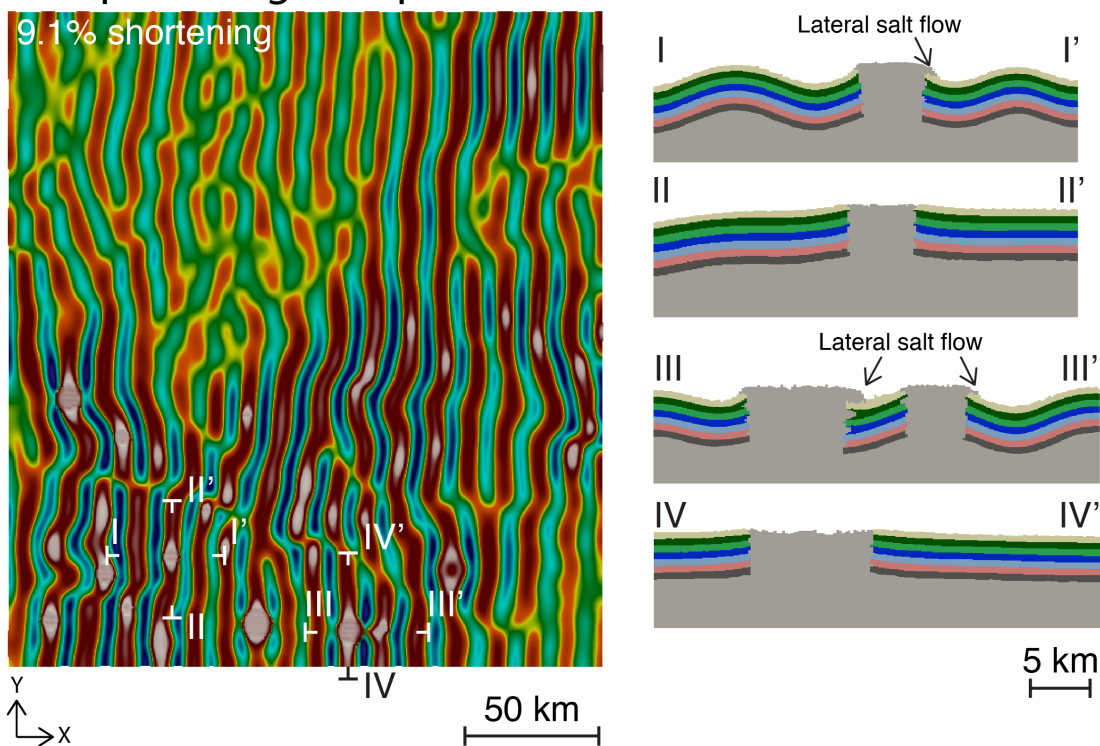 9.1% shortening
Lateral salt flow
I I'
II II'
Lateral salt flow
III III'
IV IV'
II'
I I'
IV'
III III'
II
IV
Y
X
50 km
5 km